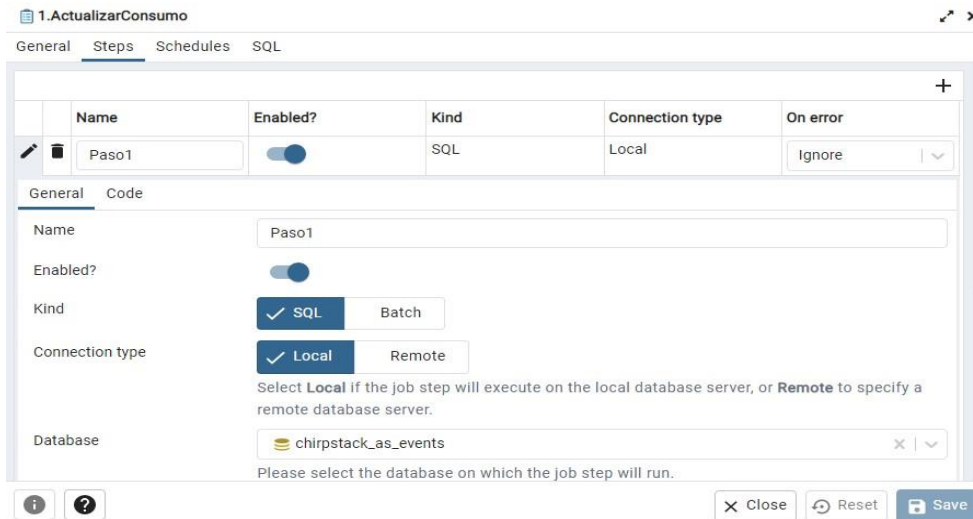 1.ActualizarConsumo
General Steps Schedules SQL
Name Enabled? Kind Connection type On error
Paso1 SQL Local Ignore
General Code
Name Paso1
Enabled?
Kind SQL Batch
Connection type Local Remote
Select Local if the job step will execute on the local database server, or Remote to specify a
remote database server.
Database chirpstack_as_events
Please select the database on which the job step will run.
Close Reset Save